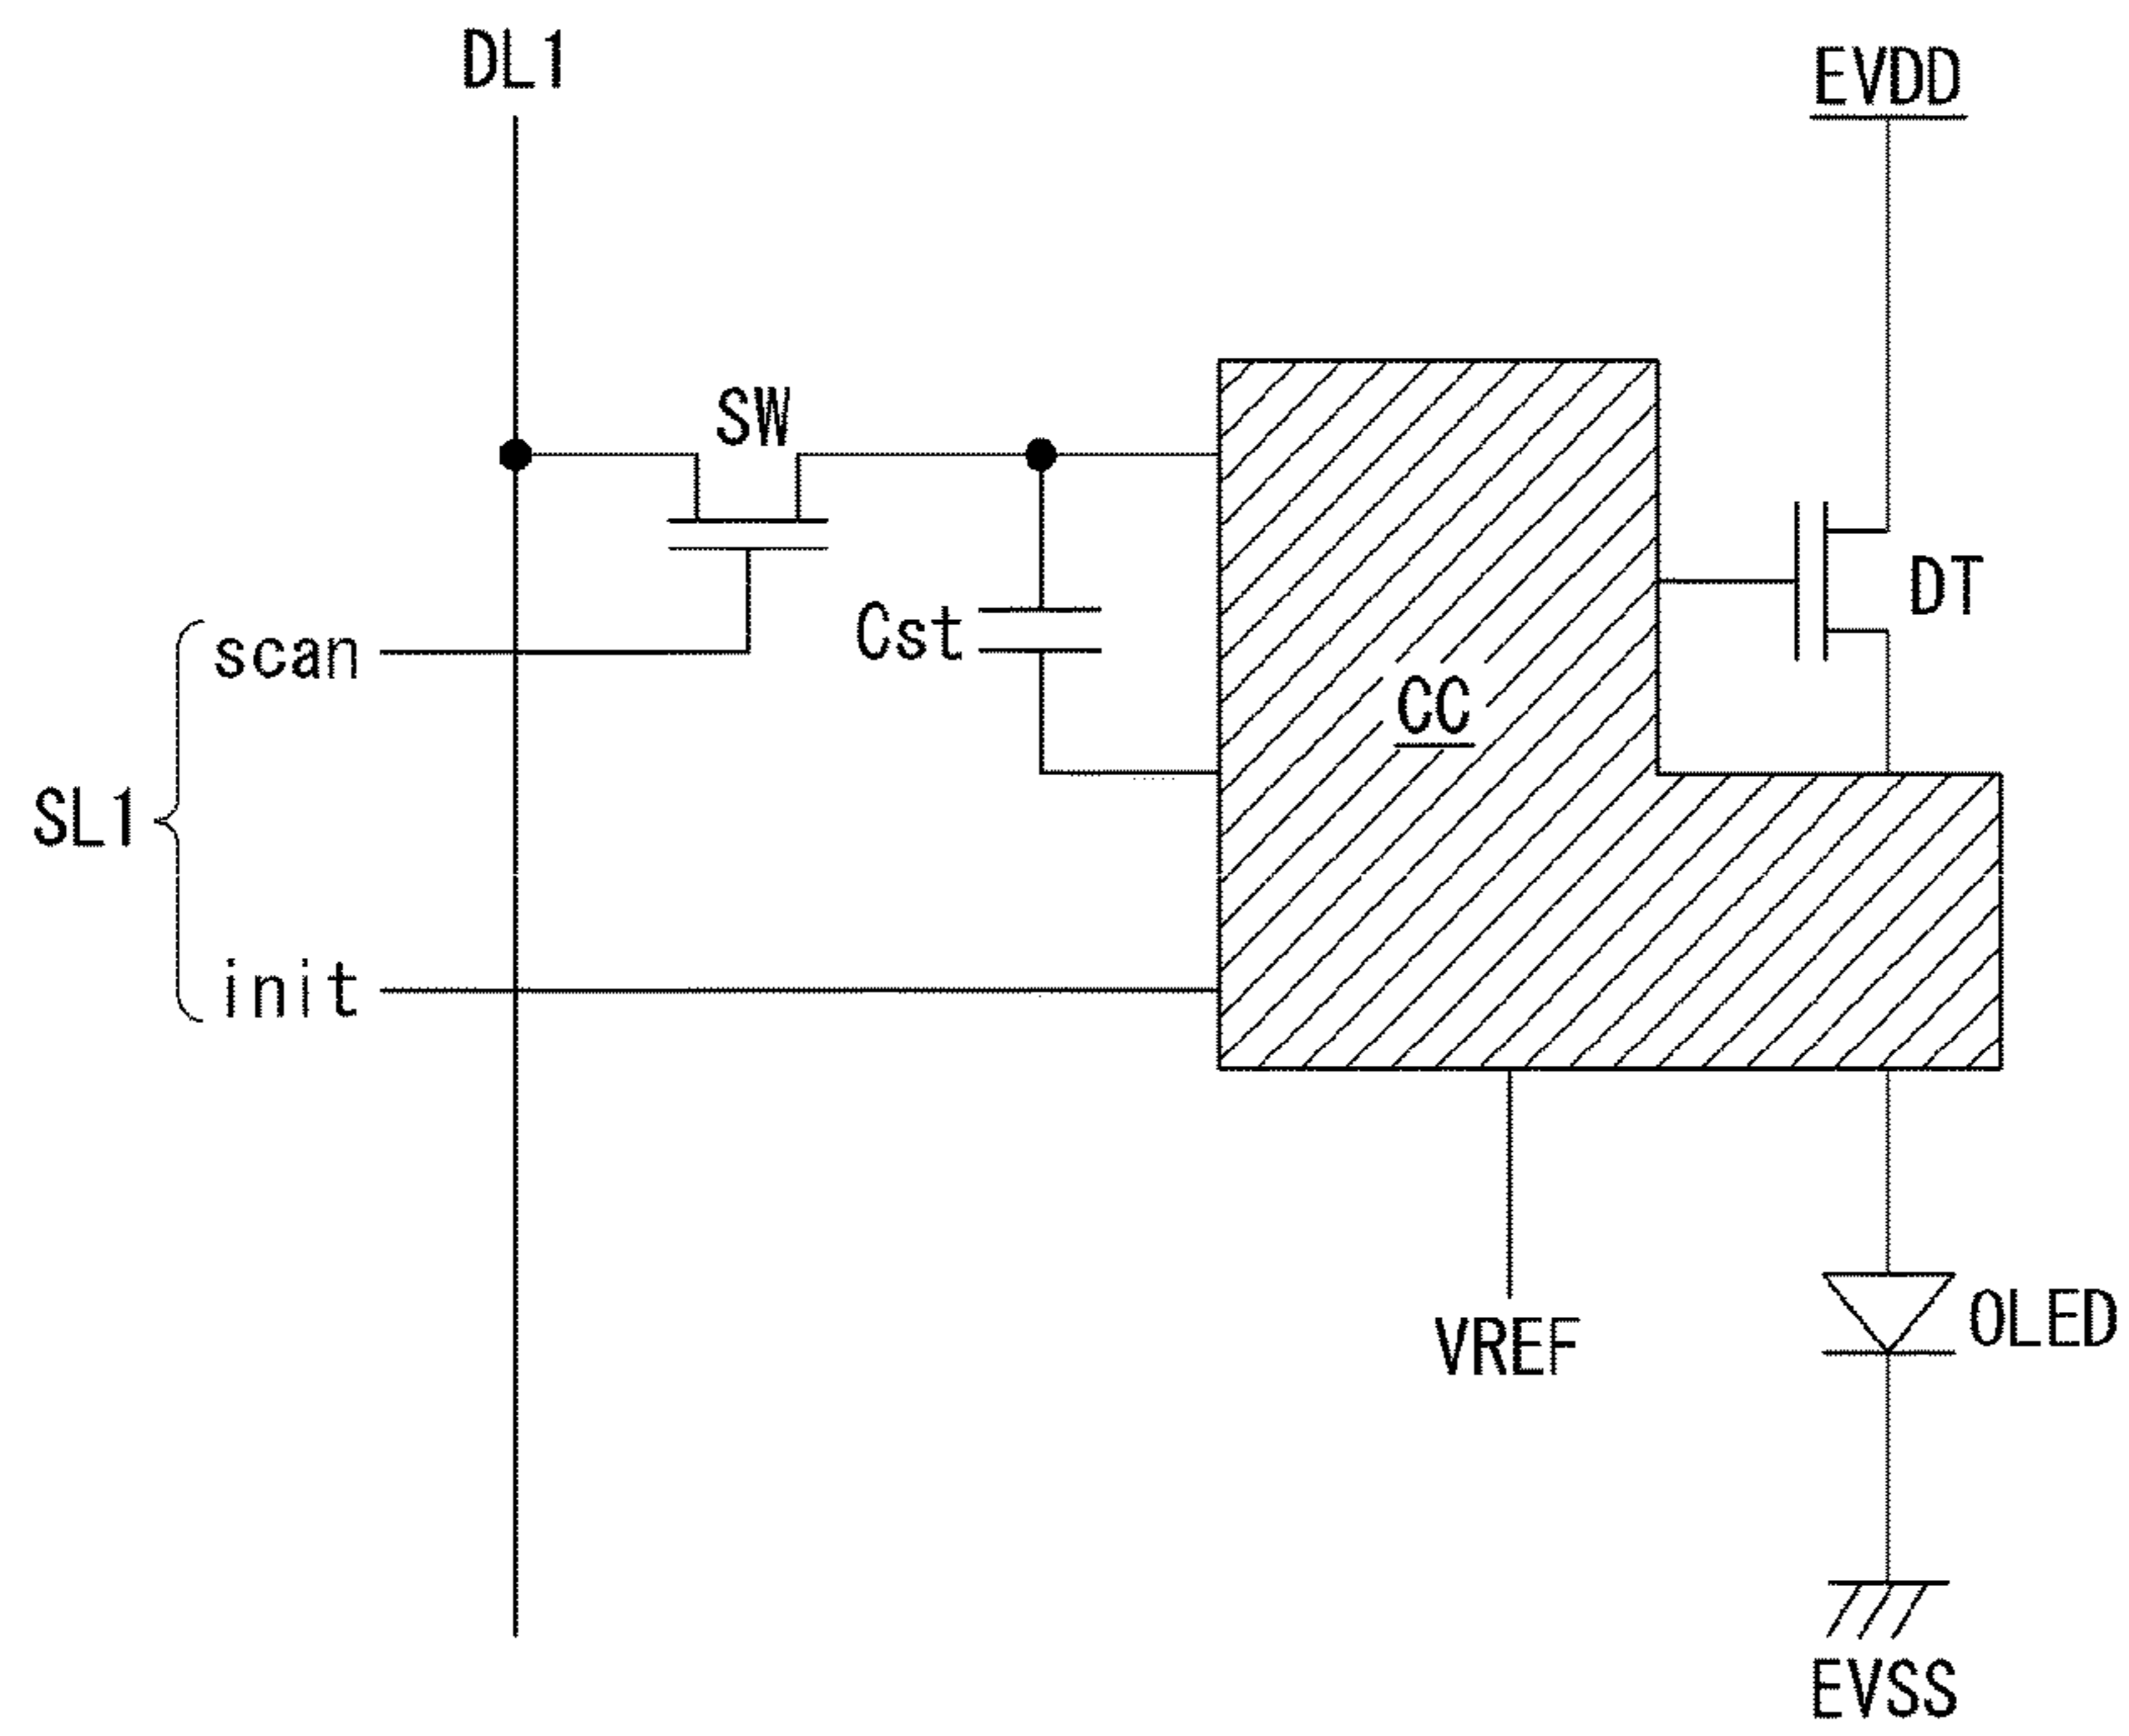 DL1
EVDD
SW
DT
Cst
scan
CC
SL1
init
VREF
OLED
EVSS